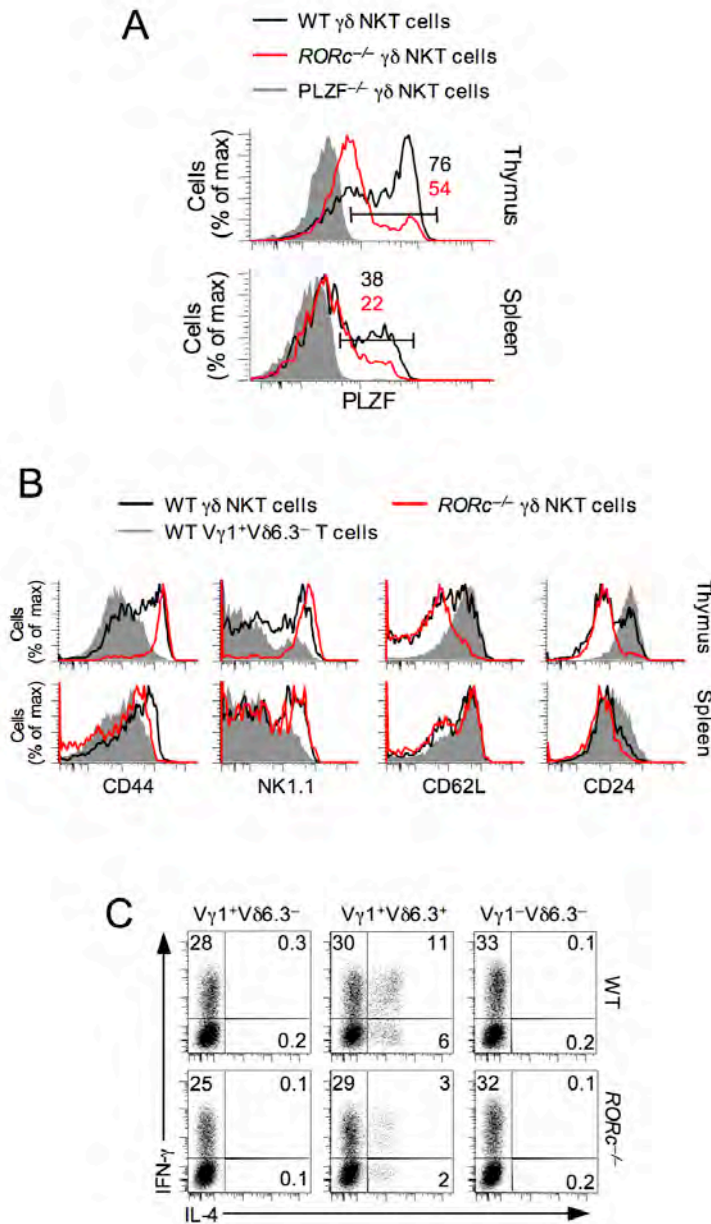 A
WT γδ NKT cells
RORc–/– γδ NKT cells
PLZF–/– γδ NKT cells
Cells
(% of max)
76
54
Thymus
Cells
(% of max)
38
22
Spleen
PLZF
B
WT γδ NKT cells
RORc–/– γδ NKT cells
WT Vγ1+Vδ6.3– T cells
Cells
(% of max)
Thymus
Cells
(% of max)
Spleen
CD44 NK1.1 CD62L CD24
C
Vγ1+Vδ6.3– Vγ1+Vδ6.3+ Vγ1–Vδ6.3–
28 0.3 30 11 33 0.1
WT
0.2 6 0.2
25 0.1 29 3 32 0.1
RORc–/–
0.1 2 0.2
IFN-γ
IL-4